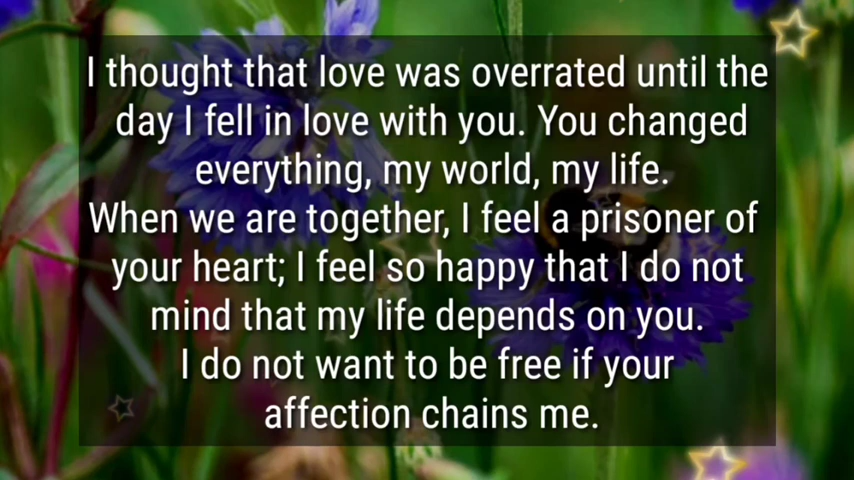 I thought that love was overrated until the
day I fell in love with you. You changed
everything, my world, my life.
When we are together, I feel a prisoner of
your heart; I feel so happy that I do not
mind that my life depends on you.
I do not want to be free if your
affection chains me.